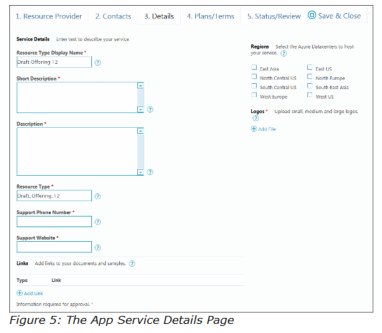 1. Resource Provider 2. Contacts 3. Details 4. Plans/Terms 5. Status/Review Save & Close
Service Details Enter text to describe your service.
Resource Type Display Name *
Draft Offering 12
Short Description *
Description *
Resource Type *
Draft_Offering_12
Support Phone Number *
Support Website *
Links Add links to your documents and samples.
Type Link
Add Link
Information required for approval. *
Regions Select the Azure Datacenters to host
your service.
East Asia East US
North Central US North Europe
South Central US South East Asia
West Europe West US
Logos * Upload small, medium and large logos
Add File
Figure 5: The App Service Details Page